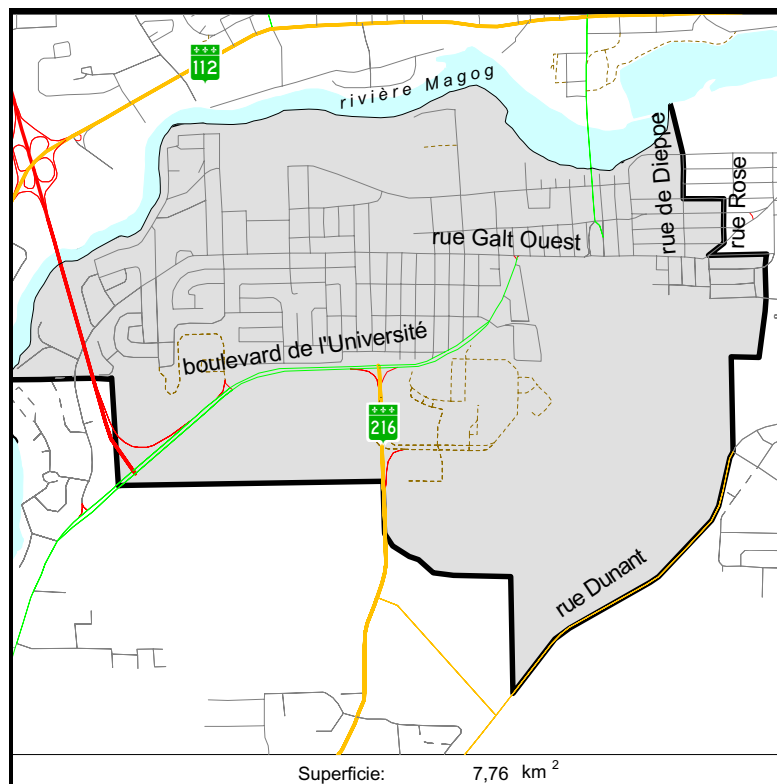 112
rivière Magog
rue de Dieppe
rue Rose
rue Galt Ouest
boulevard de l'Université
216
rue Dunant
Superficie: 7,76 km 2